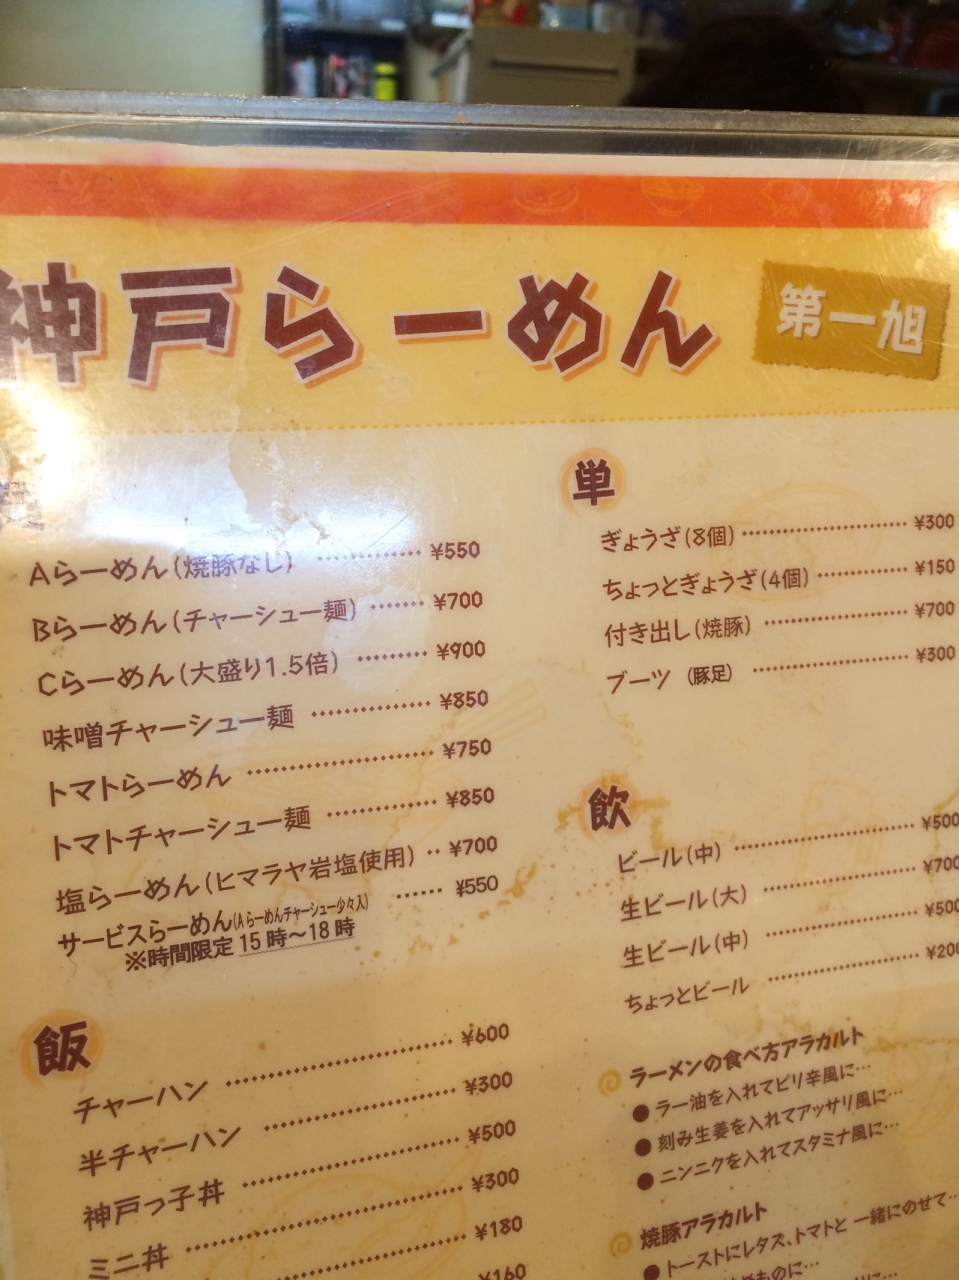 神戸らーめん 第一旭
Aらーめん(焼豚なし) ¥550
Bらーめん(チャーシュー麺) ¥700
Cらーめん(大盛り1.5倍) ¥900
味噌チャーシュー麺 ¥850
トマトらーめん ¥750
トマトチャーシュー麺 ¥850
塩らーめん(ヒマラヤ岩塩使用) ¥700
サービスらーめん(Aらーめんチャーシュー少々入) ¥550
※時間限定 15時〜18時
飯
チャーハン ¥600
半チャーハン ¥300
神戸っ子丼 ¥500
ミニ丼 ¥300
¥180
¥160
単
ぎょうざ(8個) ¥300
ちょっとぎょうざ(4個) ¥150
付き出し(焼豚) ¥700
ブーツ (豚足) ¥300
飲
ビール(中) ¥500
生ビール(大) ¥700
生ビール(中) ¥500
ちょっとビール ¥200
ラーメンの食べ方アラカルト
●ラー油を入れてピリ辛風に…
●刻み生姜を入れてアッサリ風に…
●ニンニクを入れてスタミナ風に…
焼豚アラカルト
●トーストにレタス、トマトと一緒にのせて…